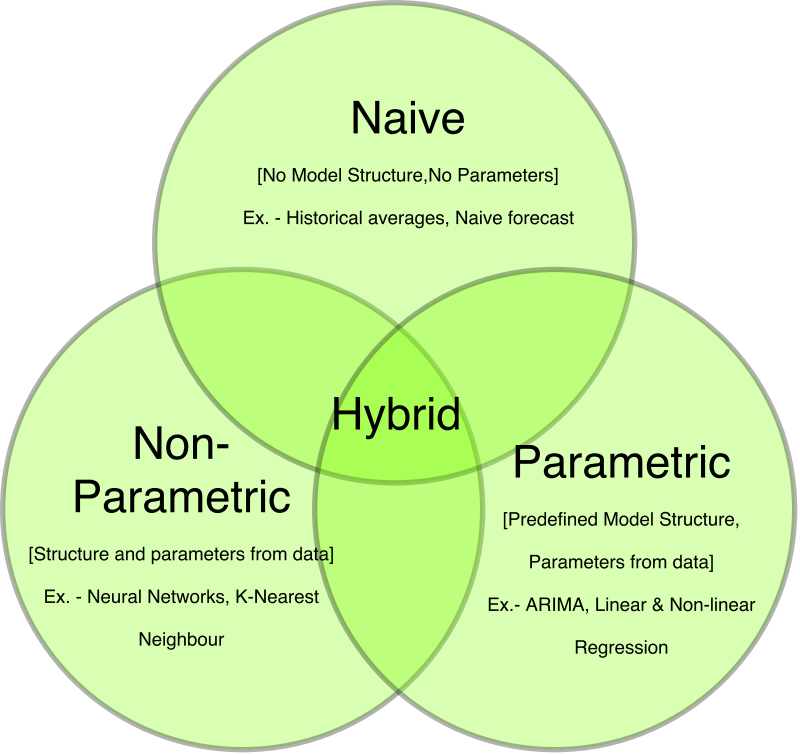 Naive
[No Model Structure,No Parameters]
Ex. - Historical averages, Naive forecast
Hybrid
Non-
Parametric
[Structure and parameters from data]
Ex. - Neural Networks, K-Nearest
Neighbour
Parametric
[Predefined Model Structure,
Parameters from data]
Ex.- ARIMA, Linear & Non-linear
Regression